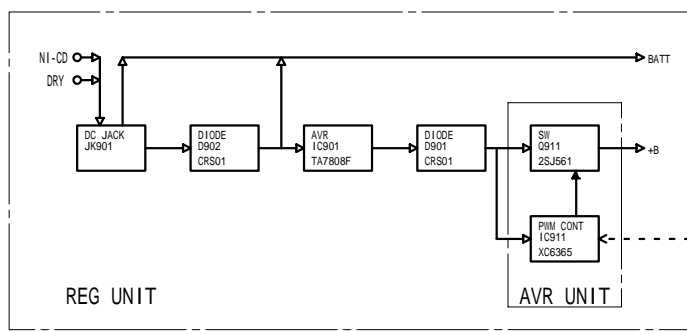 NI-CD
BATT
DRY
DC JACK
JK901
DIODE
D902
CRS01
AVR
IC901
TA7808F
DIODE
D901
CRS01
SW
Q911
2SJ561
+B
PWM CONT
IC911
XC6365
REG UNIT
AVR UNIT